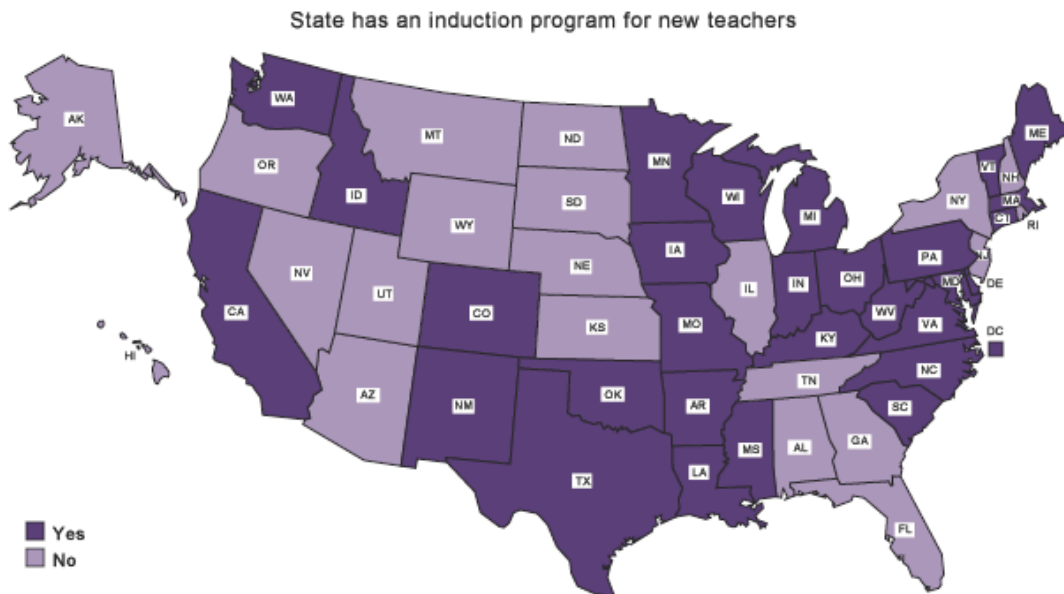 State has an induction program for new teachers
AK
WA
MT
ND
MN
ME
VT
NH
OR
ID
SD
WI
MI
NY
MA
CT
RI
WY
IA
PA
NJ
NE
NV
UT
IL
IN
OH
MD
DE
CA
CO
KS
MO
WV
VA
KY
DC
HI
AZ
NM
OK
AR
TN
NC
SC
MS
AL
GA
TX
LA
FL
Yes
No